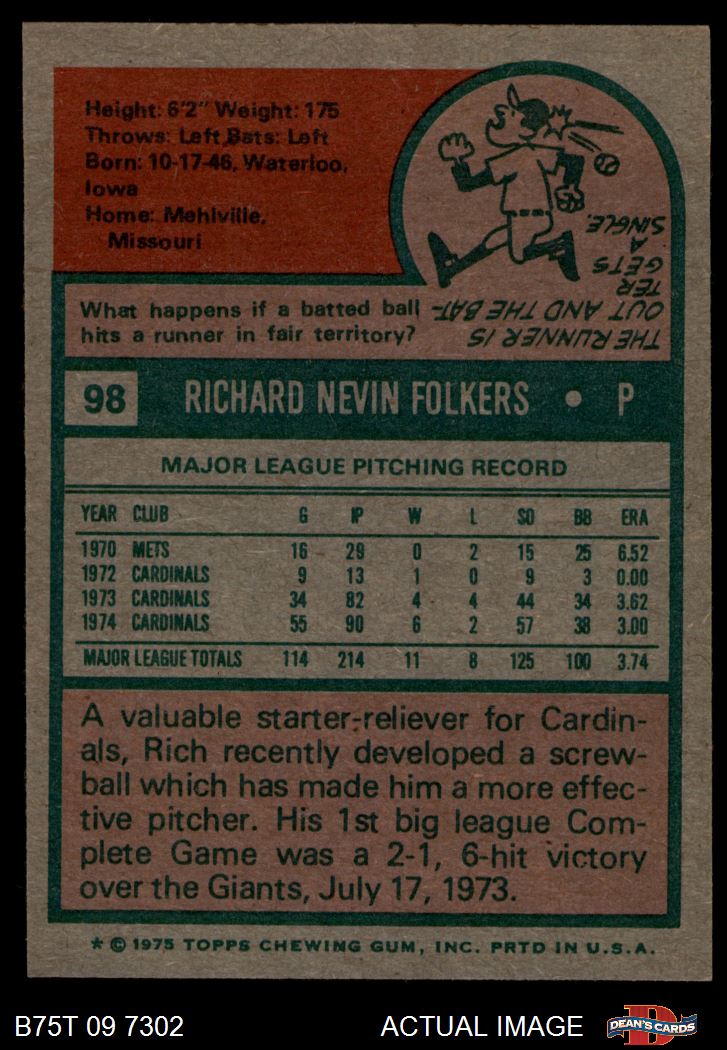 Height: 6'2" Weight: 175
Throws: Left Bats: Left
Born: 10-17-46, Waterloo,
Iowa
Home: Mehlville,
Missouri
What happens if a batted ball
hits a runner in fair territory?
THE RUNNER IS
OUT AND THE BAT-
TER
GETS
A
SINGLE.
98 RICHARD NEVIN FOLKERS • P
MAJOR LEAGUE PITCHING RECORD
YEAR CLUB G IP W L SO BB ERA
1970 METS 16 29 0 2 15 25 6.52
1972 CARDINALS 9 13 1 0 9 3 0.00
1973 CARDINALS 34 82 4 4 44 34 3.62
1974 CARDINALS 55 90 6 2 57 38 3.00
MAJOR LEAGUE TOTALS 114 214 11 8 125 100 3.74
A valuable starter-reliever for Cardin-
als, Rich recently developed a screw-
ball which has made him a more effec-
tive pitcher. His 1st big league Com-
plete Game was a 2-1, 6-hit victory
over the Giants, July 17, 1973.
* © 1975 TOPPS CHEWING GUM, INC. PRTD IN U.S.A.
B75T 09 7302 ACTUAL IMAGE DEAN'S CARDS